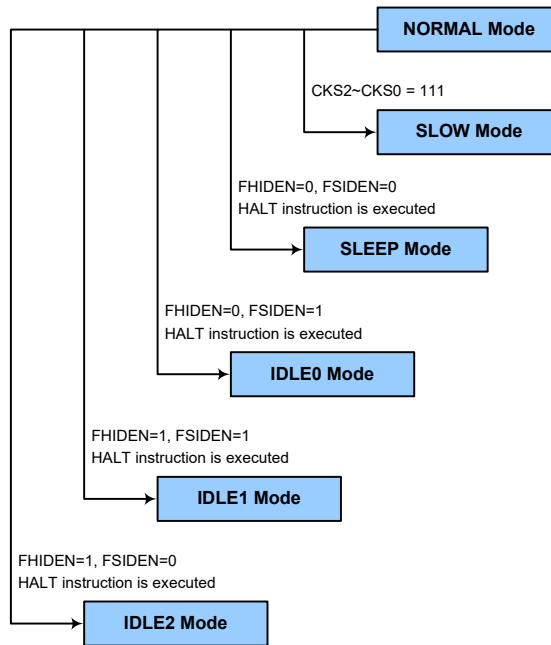 NORMAL Mode
CKS2~CKS0 = 111
SLOW Mode
FHIDEN=0, FSIDEN=0
HALT instruction is executed
SLEEP Mode
FHIDEN=0, FSIDEN=1
HALT instruction is executed
IDLE0 Mode
FHIDEN=1, FSIDEN=1
HALT instruction is executed
IDLE1 Mode
FHIDEN=1, FSIDEN=0
HALT instruction is executed
IDLE2 Mode